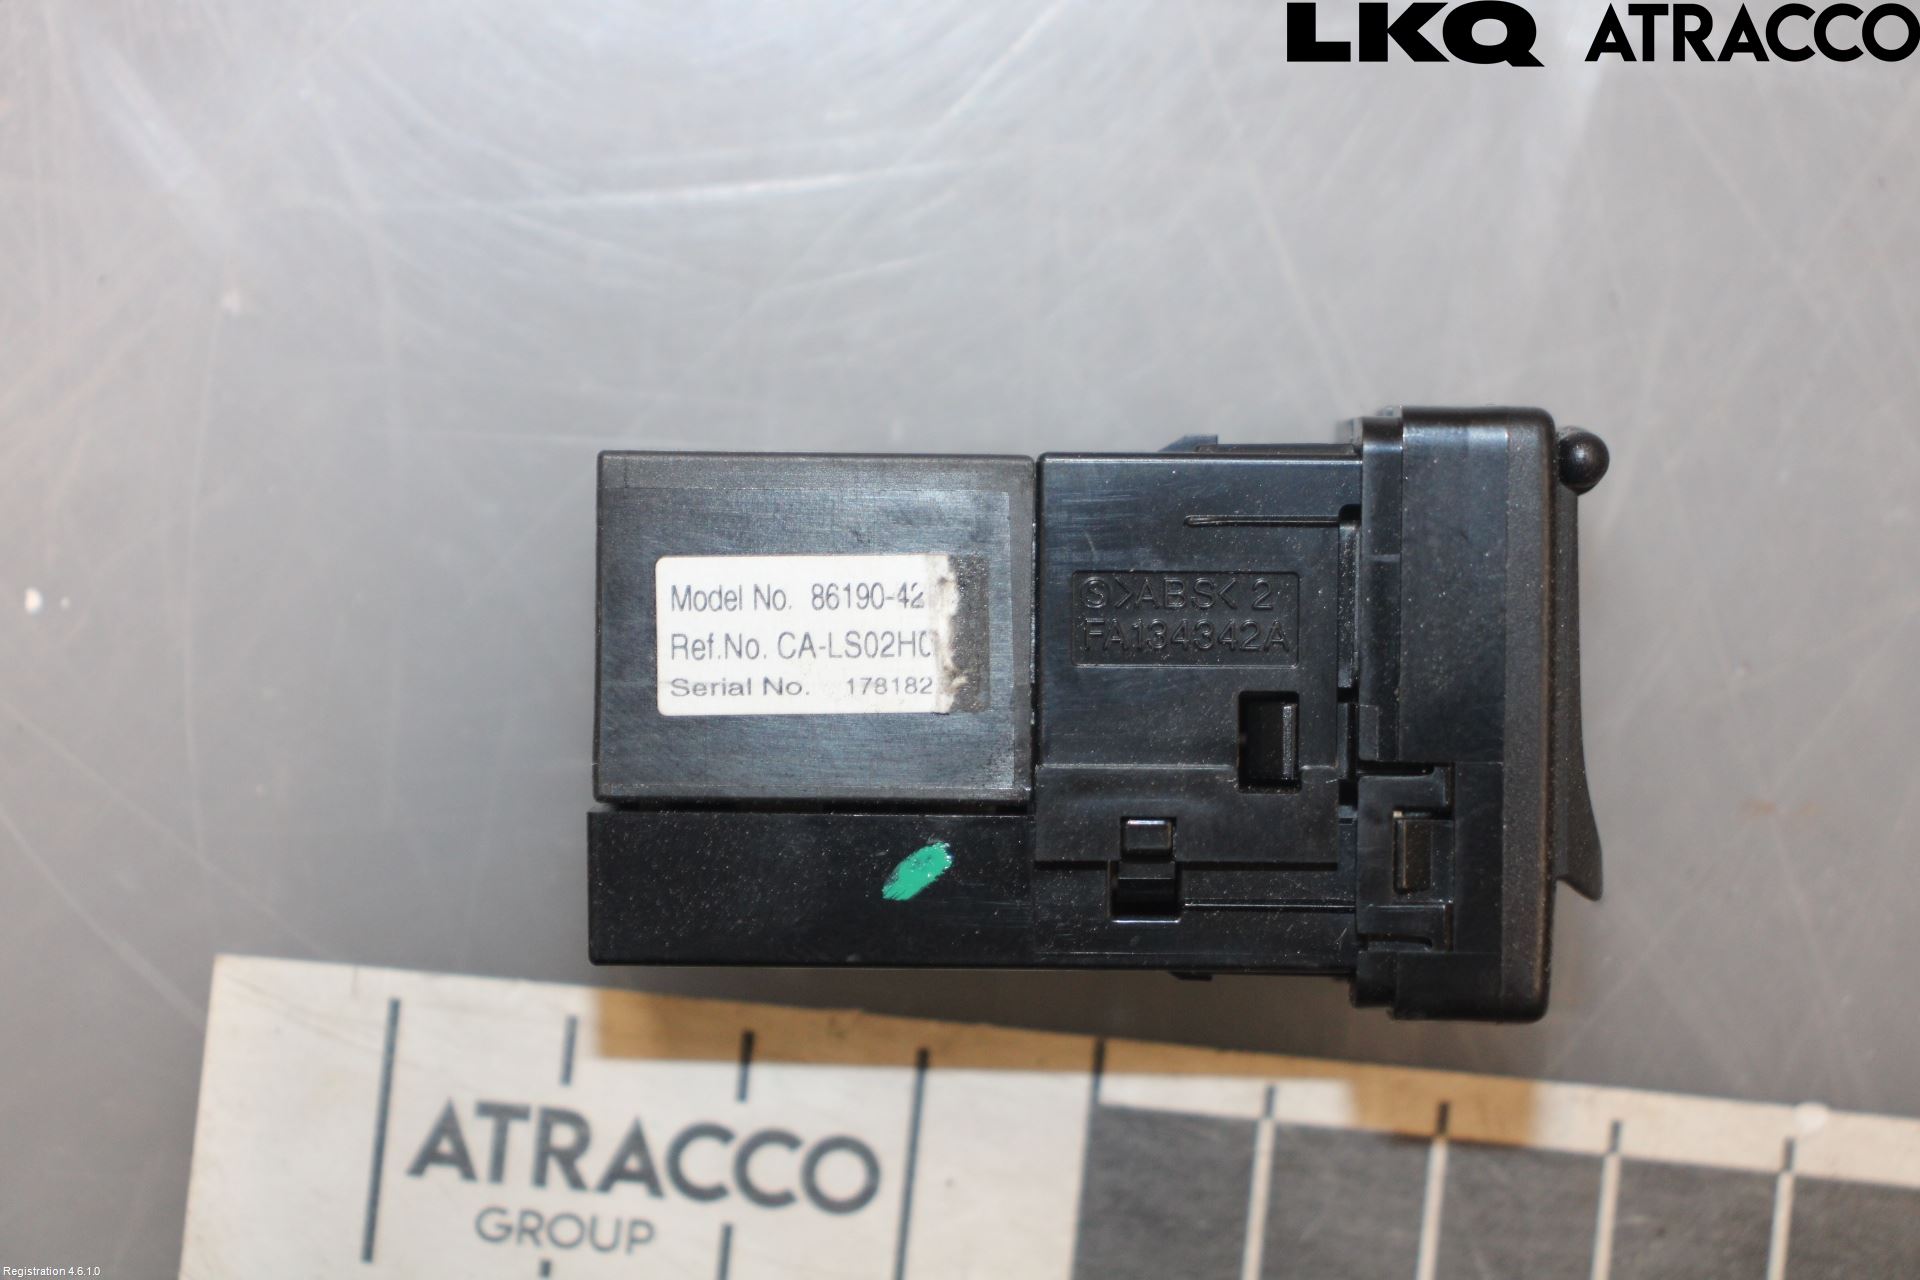 LKQ ATRACCO
Model No. 86190-42
Ref.No. CA-LS02H
Serial No. 178182
S>ABS< 2
FA134342A
ATRACCO
GROUP
Registration 4.6.1.0